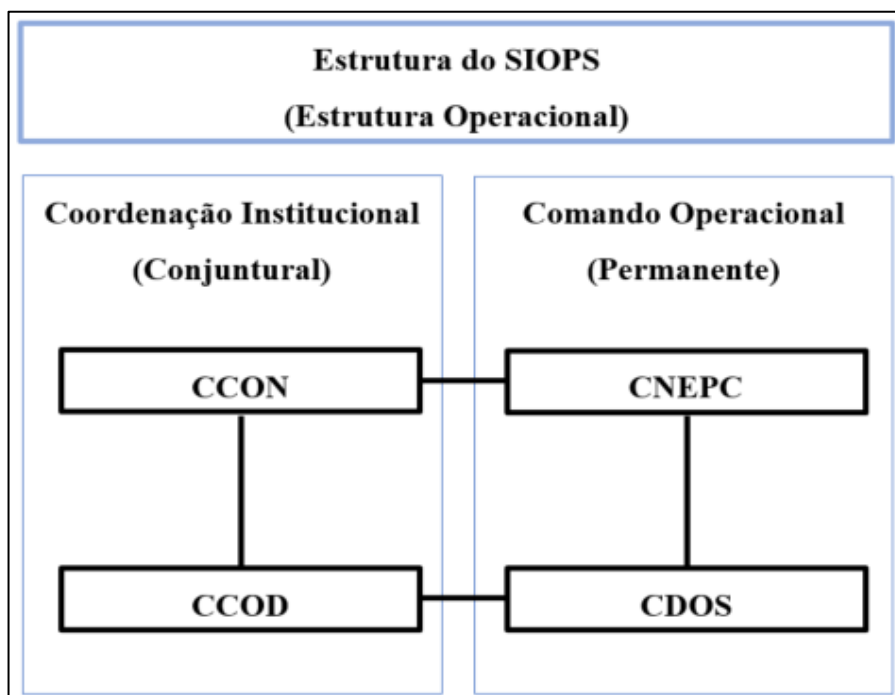 Estrutura do SIOPS
(Estrutura Operacional)
Coordenação Institucional
(Conjuntural)
CCON
CCOD
Comando Operacional
(Permanente)
CNEPC
CDOS